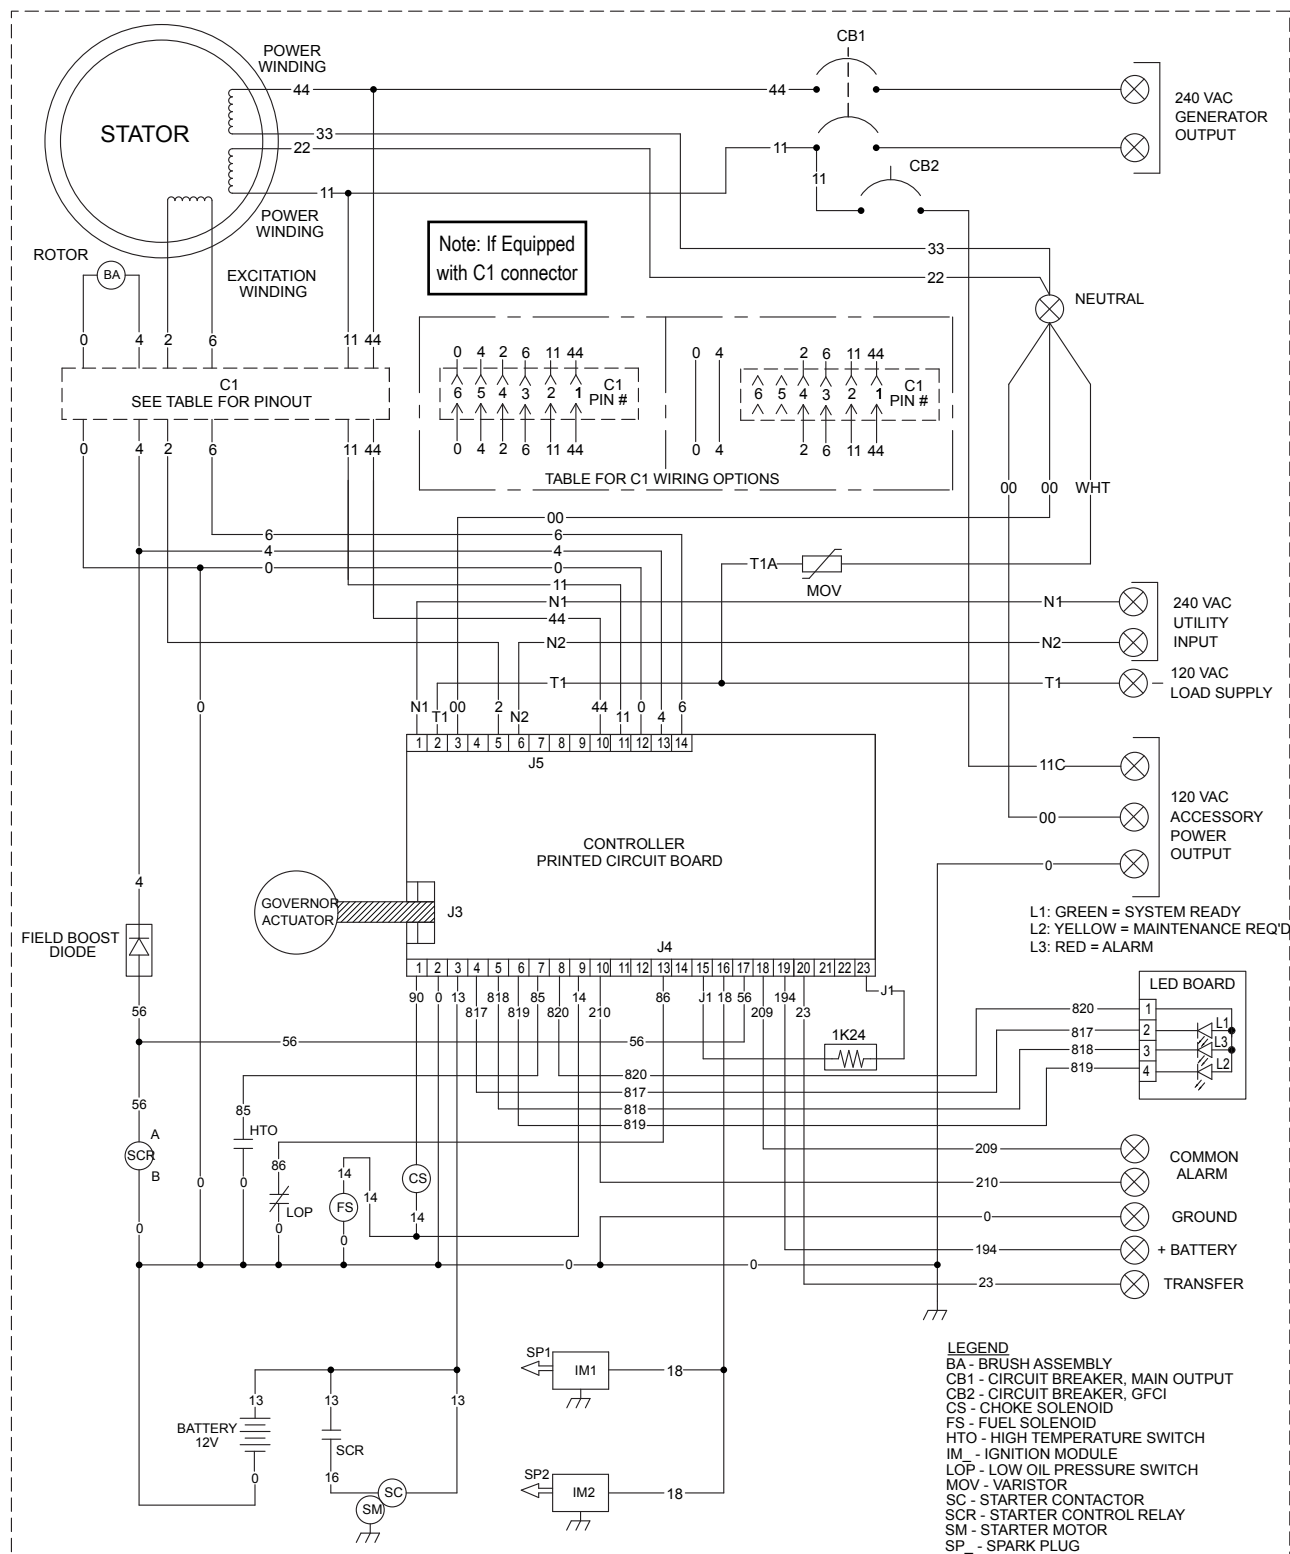 POWER
WINDING
CB1
44
44
240 VAC
GENERATOR
OUTPUT
STATOR
33
22
11
11
CB2
11
POWER
WINDING
Note: If Equipped
with C1 connector
33
22
ROTOR
BA
EXCITATION
WINDING
NEUTRAL
0 4 2 6 11 44
C1
SEE TABLE FOR PINOUT
0 4 2 6 11 44
0 4 2 6 11 44
6 5 4 3 2 1
C1
PIN #
0 4 2 6 11 44
0 4
2 6 11 44
6 5 4 3 2 1
C1
PIN #
0 4
2 6 11 44
TABLE FOR C1 WIRING OPTIONS
00 00 WHT
00
6 6
4 4
0 0
11
T1A
MOV
N1 N1
44
N2 N2
T1 T1
240 VAC
UTILITY
INPUT
120 VAC
LOAD SUPPLY
0
N1 T1 00 2 N2 44 11 0 4 6
1 2 3 4 5 6 7 8 9 10 11 12 13 14
J5
11C
00
0
120 VAC
ACCESSORY
POWER
OUTPUT
CONTROLLER
PRINTED CIRCUIT BOARD
4
GOVERNOR
ACTUATOR
J3
L1: GREEN = SYSTEM READY
L2: YELLOW = MAINTENANCE REQ'D
L3: RED = ALARM
FIELD BOOST
DIODE
J4
1 2 3 4 5 6 7 8 9 10 11 12 13 14 15 16 17 18 19 20 21 22 23
90 0 13 817 818 819 85 820 14 210 86 J1 18 56 209 194 23 J1
LED BOARD
820 1
817 2 L1
818 3 L3
819 4 L2
56
56 56
1K24
820
817
818
819
56
85
HTO
A
SCR
B
86
LOP
14
14
FS
CS
14
0
0
0
0
0
0 0
209
210
COMMON
ALARM
0
GROUND
194
+ BATTERY
23
TRANSFER
SP1
IM1
18
13 13 13
BATTERY
12V
0
SCR
16
SC
SM
SP2
IM2
18
LEGEND
BA - BRUSH ASSEMBLY
CB1 - CIRCUIT BREAKER, MAIN OUTPUT
CB2 - CIRCUIT BREAKER, GFCI
CS - CHOKE SOLENOID
FS - FUEL SOLENOID
HTO - HIGH TEMPERATURE SWITCH
IM_ - IGNITION MODULE
LOP - LOW OIL PRESSURE SWITCH
MOV - VARISTOR
SC - STARTER CONTACTOR
SCR - STARTER CONTROL RELAY
SM - STARTER MOTOR
SP_ - SPARK PLUG